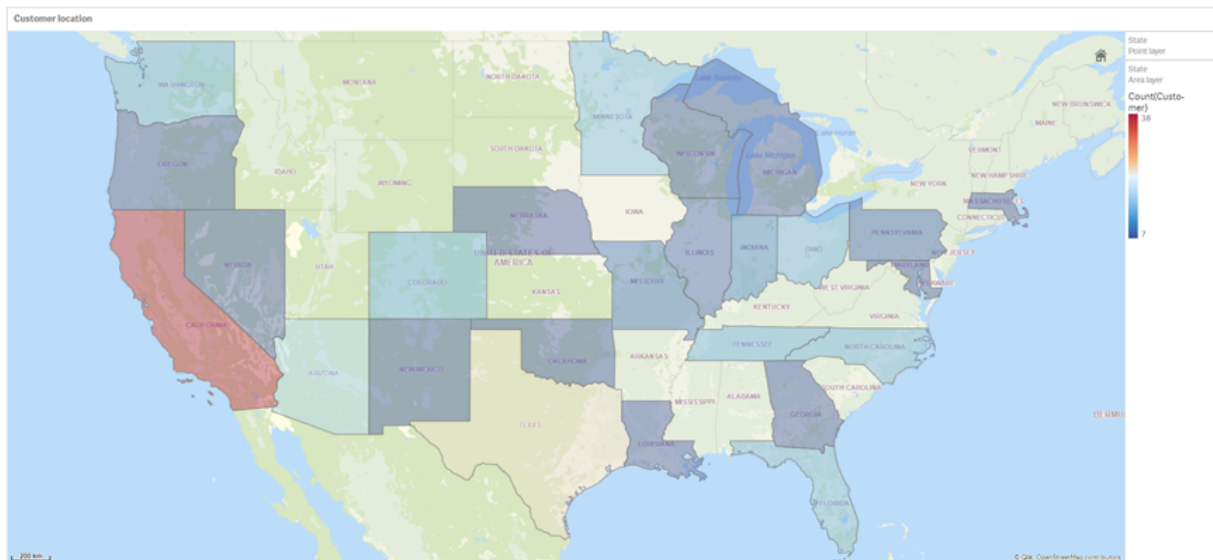 Customer location
State
Point layer
State
Area layer
Count(Custo-
mer)
38
7
WASHINGTON
MONTANA
NORTH DAKOTA
MINNESOTA
Lake Superior
NEW BRUNSWICK
MAINE
OREGON
IDAHO
SOUTH DAKOTA
WISCONSIN
Lake Huron
Lake Michigan
MICHIGAN
VERMONT
NEW HAMPSHIRE
WYOMING
NEW YORK
MASSACHUSETTS
CONNECTICUT
IOWA
NEBRASKA
PENNSYLVANIA
NEVADA
UTAH
UNITED STATES OF
AMERICA
COLORADO
ILLINOIS
INDIANA
OHIO
NEW JERSEY
MARYLAND
DELAWARE
KANSAS
MISSOURI
WEST VIRGINIA
KENTUCKY
VIRGINIA
CALIFORNIA
ARIZONA
NEW MEXICO
OKLAHOMA
ARKANSAS
TENNESSEE
NORTH CAROLINA
SOUTH CAROLINA
MISSISSIPPI
ALABAMA
GEORGIA
BERMU
TEXAS
LOUISIANA
FLORIDA
200 km
© Qlik, OpenStreetMap contributors